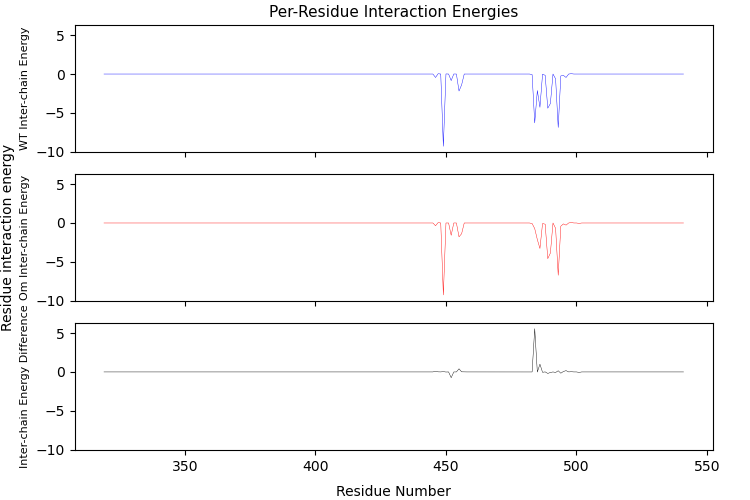 Per-Residue Interaction Energies
Residue interaction energy
WT Inter-chain Energy
5
0
−5
−10
Om Inter-chain Energy
5
0
−5
−10
Inter-chain Energy Difference
5
0
−5
−10
350
400
450
500
550
Residue Number